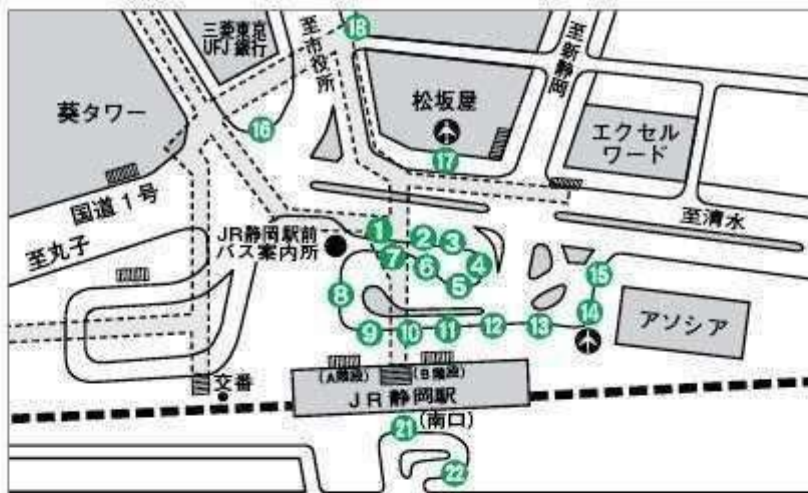 三菱東京
UFJ銀行
至市役所
18
至新静岡
松坂屋
葵タワー
16
17
エクセル
ワード
国道1号
至丸子
至清水
JR静岡駅前
バス案内所
1
2
3
4
5
6
7
8
9
10
11
12
13
14
15
アソシア
交番
(A階段)
(B階段)
JR静岡駅
(南口)
21
22